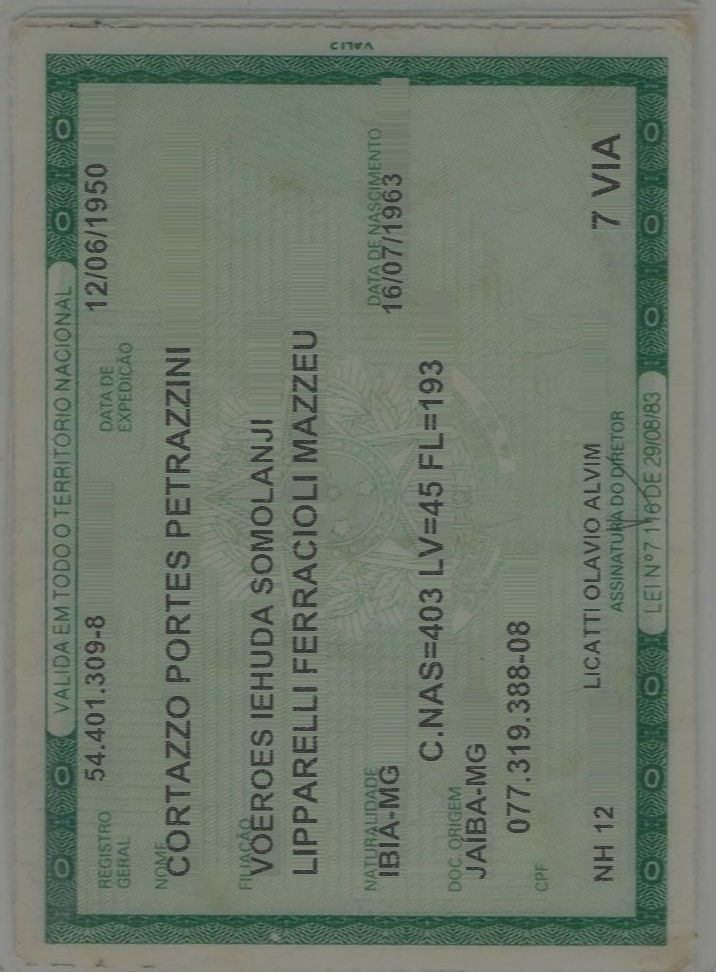 VALID
VALIDA EM TODO O TERRITÓRIO NACIONAL
REGISTRO GERAL 54.401.309-8 DATA DE EXPEDIÇÃO 12/06/1950
NOME
CORTAZZO PORTES PETRAZZINI
FILIAÇÃO
VOEROES IEHUDA SOMOLANJI
LIPPARELLI FERRACIOLI MAZZEU
NATURALIDADE DATA DE NASCIMENTO
IBIÁ-MG 16/07/1963
DOC. ORIGEM C.NAS=403 LV=45 FL=193
JAÍBA-MG
CPF 077.319.388-08
NH 12 LICATTI OLAVIO ALVIM 7 VIA
ASSINATURA DO DIRETOR
LEI Nº 7 116 DE 29/08/83